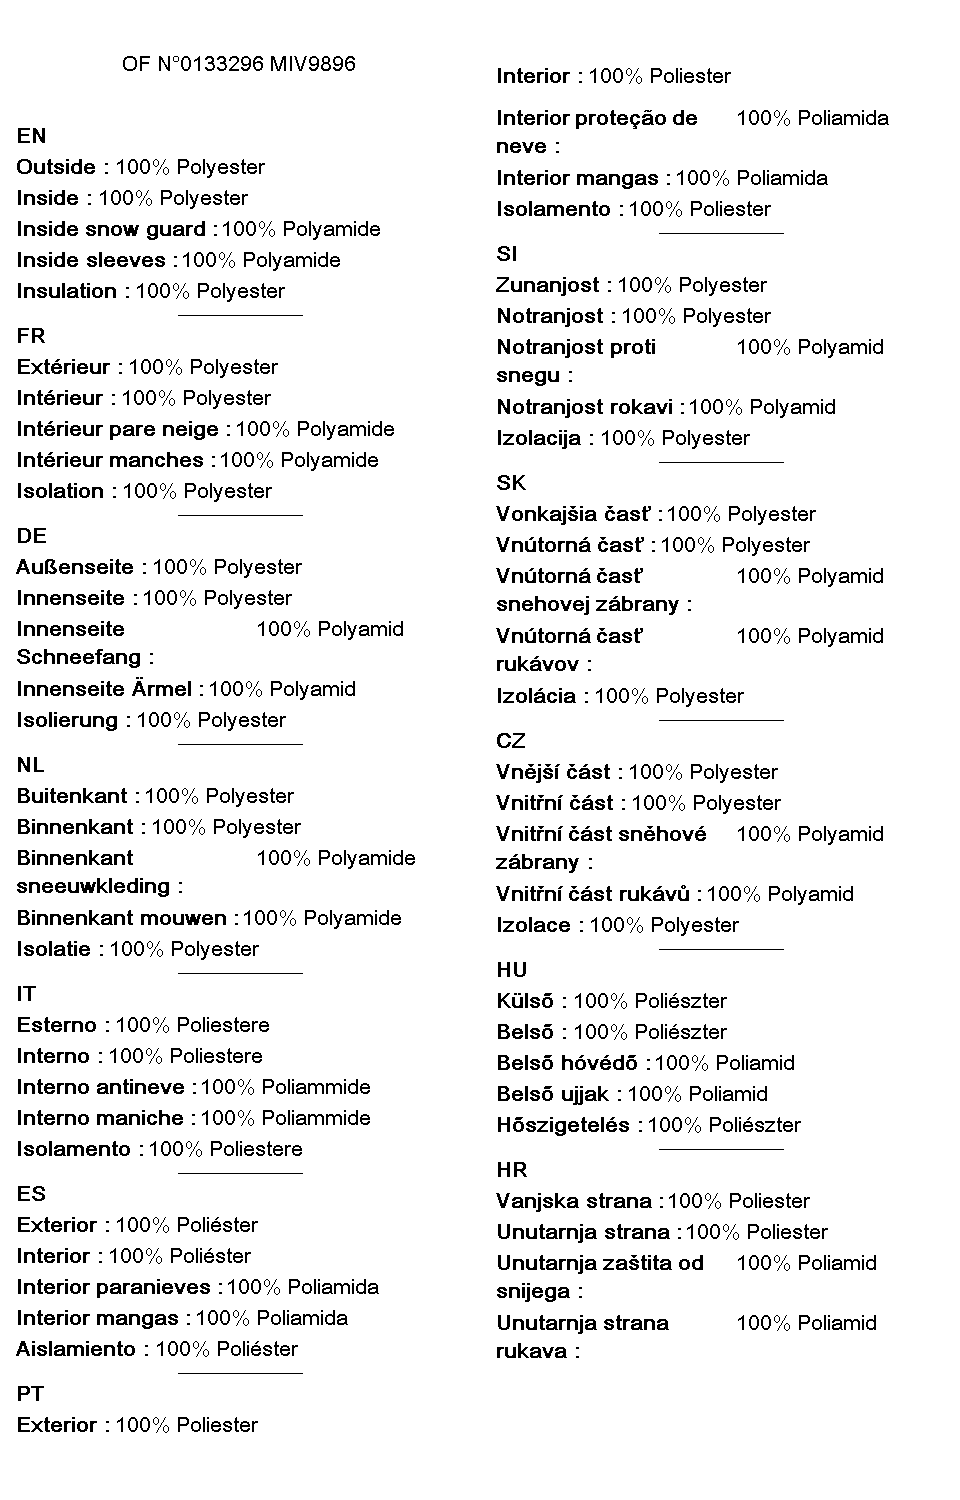 OF N°0133296 MIV9896
EN
Outside : 100% Polyester
Inside : 100% Polyester
Inside snow guard : 100% Polyamide
Inside sleeves : 100% Polyamide
Insulation : 100% Polyester
FR
Extérieur : 100% Polyester
Intérieur : 100% Polyester
Intérieur pare neige : 100% Polyamide
Intérieur manches : 100% Polyamide
Isolation : 100% Polyester
DE
Außenseite : 100% Polyester
Innenseite : 100% Polyester
Innenseite 100% Polyamid
Schneefang :
Innenseite Ärmel : 100% Polyamid
Isolierung : 100% Polyester
NL
Buitenkant : 100% Polyester
Binnenkant : 100% Polyester
Binnenkant 100% Polyamide
sneeuwkleding :
Binnenkant mouwen : 100% Polyamide
Isolatie : 100% Polyester
IT
Esterno : 100% Poliestere
Interno : 100% Poliestere
Interno antineve : 100% Poliammide
Interno maniche : 100% Poliammide
Isolamento : 100% Poliestere
ES
Exterior : 100% Poliéster
Interior : 100% Poliéster
Interior paranieves : 100% Poliamida
Interior mangas : 100% Poliamida
Aislamiento : 100% Poliéster
PT
Exterior : 100% Poliester
Interior : 100% Poliester
Interior proteção de 100% Poliamida
neve :
Interior mangas : 100% Poliamida
Isolamento : 100% Poliester
SI
Zunanjost : 100% Polyester
Notranjost : 100% Polyester
Notranjost proti 100% Polyamid
snegu :
Notranjost rokavi : 100% Polyamid
Izolacija : 100% Polyester
SK
Vonkajšia časť : 100% Polyester
Vnútorná časť : 100% Polyester
Vnútorná časť 100% Polyamid
snehovej zábrany :
Vnútorná časť 100% Polyamid
rukávov :
Izolácia : 100% Polyester
CZ
Vnější část : 100% Polyester
Vnitřní část : 100% Polyester
Vnitřní část sněhové 100% Polyamid
zábrany :
Vnitřní část rukávů : 100% Polyamid
Izolace : 100% Polyester
HU
Külső : 100% Poliészter
Belső : 100% Poliészter
Belső hóvédő : 100% Poliamid
Belső ujjak : 100% Poliamid
Hőszigetelés : 100% Poliészter
HR
Vanjska strana : 100% Poliester
Unutarnja strana : 100% Poliester
Unutarnja zaštita od 100% Poliamid
snijega :
Unutarnja strana 100% Poliamid
rukava :